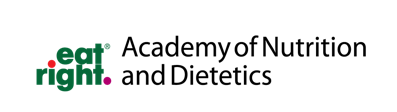 eat® Academy of Nutrition
right. and Dietetics